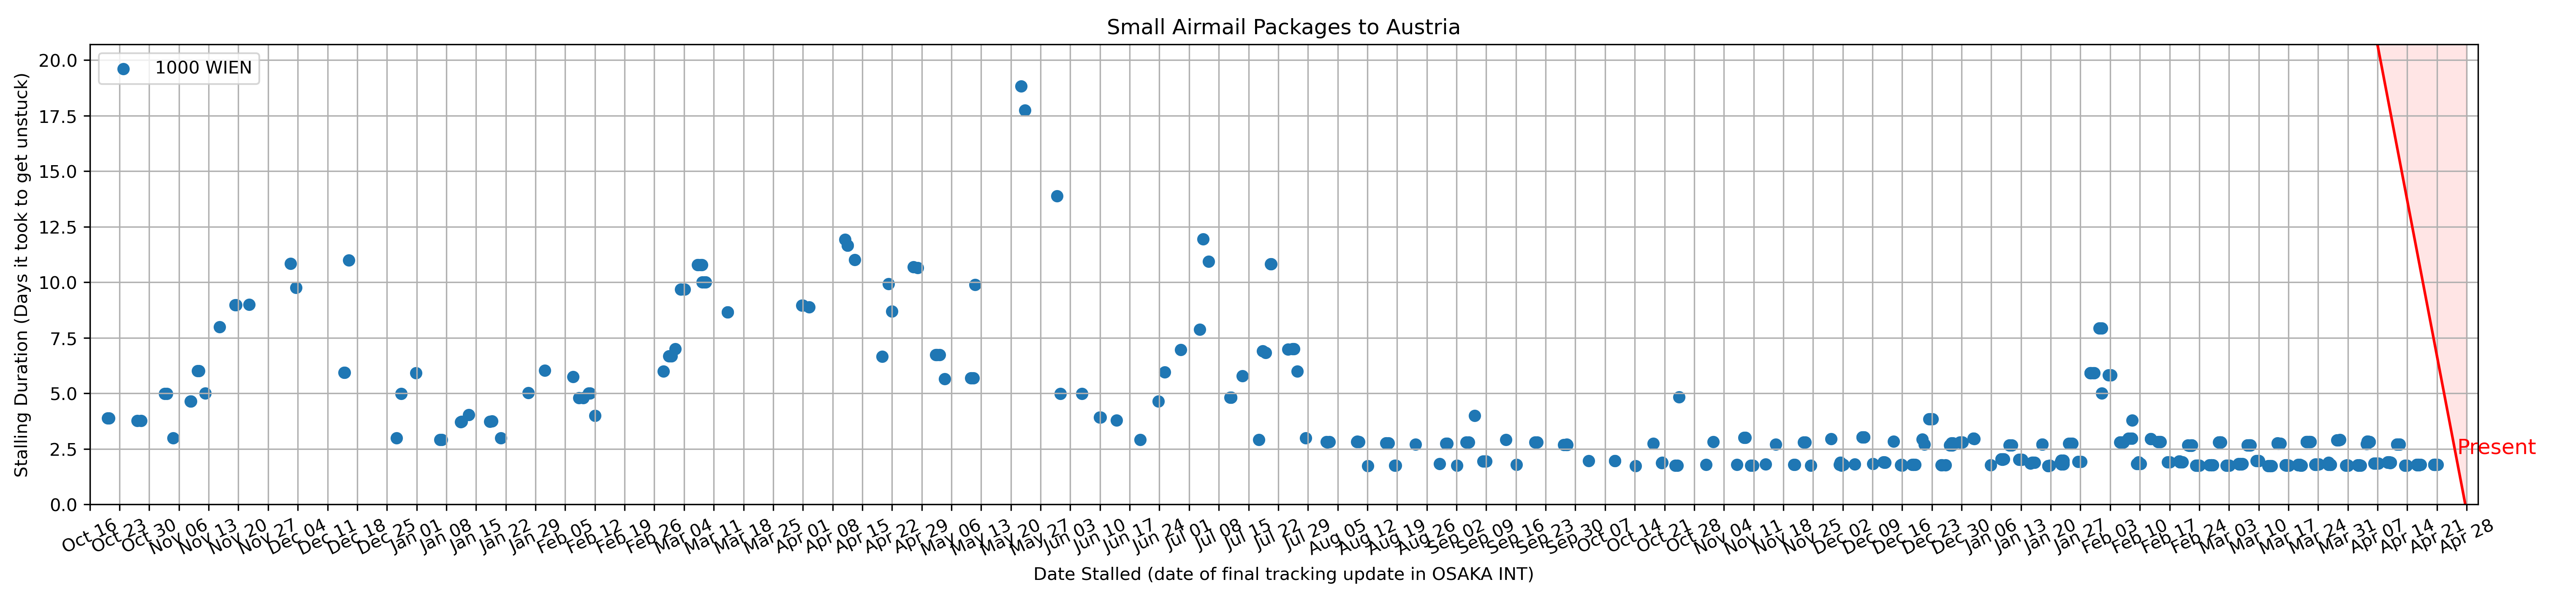 Small Airmail Packages to Austria
1000 WIEN
Stalling Duration (Days it took to get unstuck)
20.0
17.5
15.0
12.5
10.0
7.5
5.0
2.5
0.0
Present
Oct 16 Oct 23 Oct 30 Nov 06 Nov 13 Nov 20 Nov 27 Dec 04 Dec 11 Dec 18 Dec 25 Jan 01 Jan 08 Jan 15 Jan 22 Jan 29 Feb 05 Feb 12 Feb 19 Feb 26 Mar 04 Mar 11 Mar 18 Mar 25 Apr 01 Apr 08 Apr 15 Apr 22 Apr 29 May 06 May 13 May 20 May 27 Jun 03 Jun 10 Jun 17 Jun 24 Jul 01 Jul 08 Jul 15 Jul 22 Jul 29 Aug 05 Aug 12 Aug 19 Aug 26 Sep 02 Sep 09 Sep 16 Sep 23 Sep 30 Oct 07 Oct 14 Oct 21 Oct 28 Nov 04 Nov 11 Nov 18 Nov 25 Dec 02 Dec 09 Dec 16 Dec 23 Dec 30 Jan 06 Jan 13 Jan 20 Jan 27 Feb 03 Feb 10 Feb 17 Feb 24 Mar 03 Mar 10 Mar 17 Mar 24 Mar 31 Apr 07 Apr 14 Apr 21 Apr 28
Date Stalled (date of final tracking update in OSAKA INT)